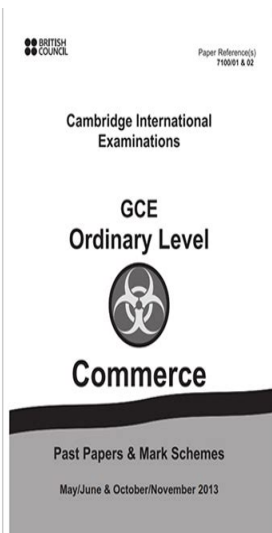 BRITISH
COUNCIL
Paper Reference(s)
7100/01 & 02
Cambridge International
Examinations
GCE
Ordinary Level
Commerce
Past Papers & Mark Schemes
May/June & October/November 2013